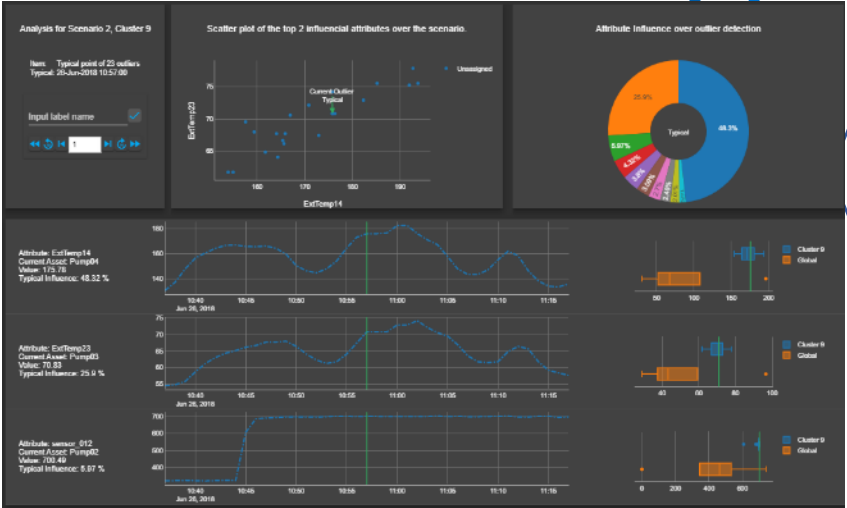 Analysis for Scenario 2, Cluster 9
Item: Typical point of 23 outliers
Typical: 26-Jun-2018 10:57:00
Input label name
1
Scatter plot of the top 2 influencial attributes over the scenario.
Unassigned
Current Outlier
Typical
ExtTemp23
75
70
65
160
170
180
190
ExtTemp14
Attribute Influence over outlier detection
25.9%
48.3%
Typical
4.32%
3.8%
3.09%
2.43%
Attribute: ExtTemp14
Current Asset: Pump04
Value: 175.78
Typical Influence: 48.32 %
180
160
140
10:40
10:45
10:50
10:55
11:00
11:05
11:10
11:15
Jun 26, 2018
50
100
150
200
Cluster 9
Global
Attribute: ExtTemp23
Current Asset: Pump03
Value: 70.83
Typical Influence: 25.9 %
75
70
65
60
10:40
10:45
10:50
10:55
11:00
11:05
11:10
11:15
Jun 26, 2018
40
60
80
100
Cluster 9
Global
Attribute: sensor_012
Current Asset: Pump02
Value: 700.49
700
600
500
400
10:40
10:45
10:50
10:55
11:00
11:05
11:10
11:15
Jun 26, 2018
0
200
400
600
Cluster 9
Global